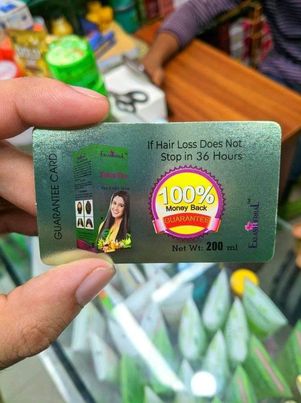 GUARANTEE CARD
If Hair Loss Does Not
Stop in 36 Hours
100%
Money Back
GUARANTEE
Net Wt: 200 ml